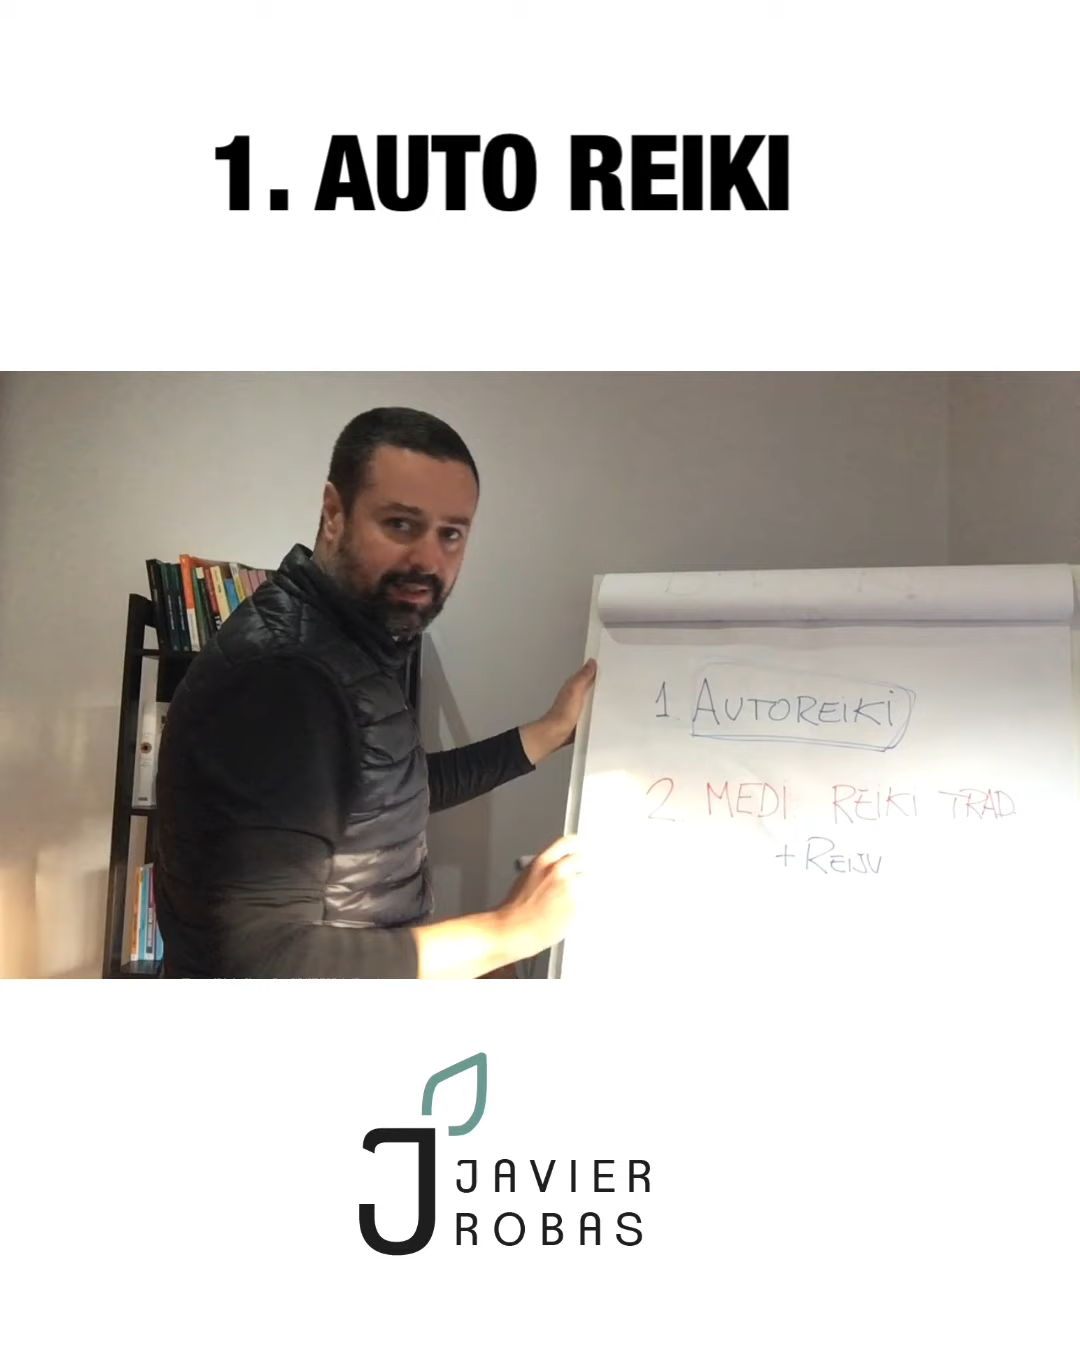 1. AUTO REIKI
1. AUTOREIKI
2. MEDI REIKI TRAD.
+ REIJU
JAVIER
ROBAS